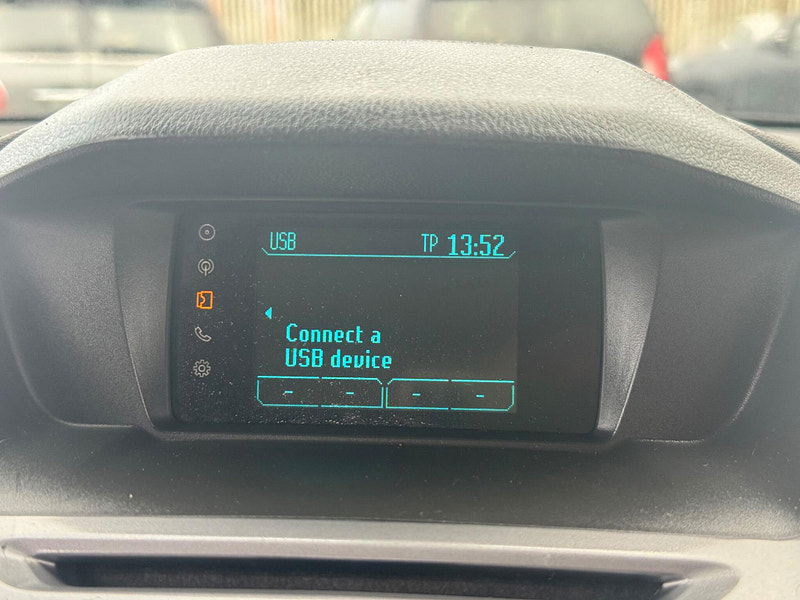 USB TP 13:52
Connect a
USB device